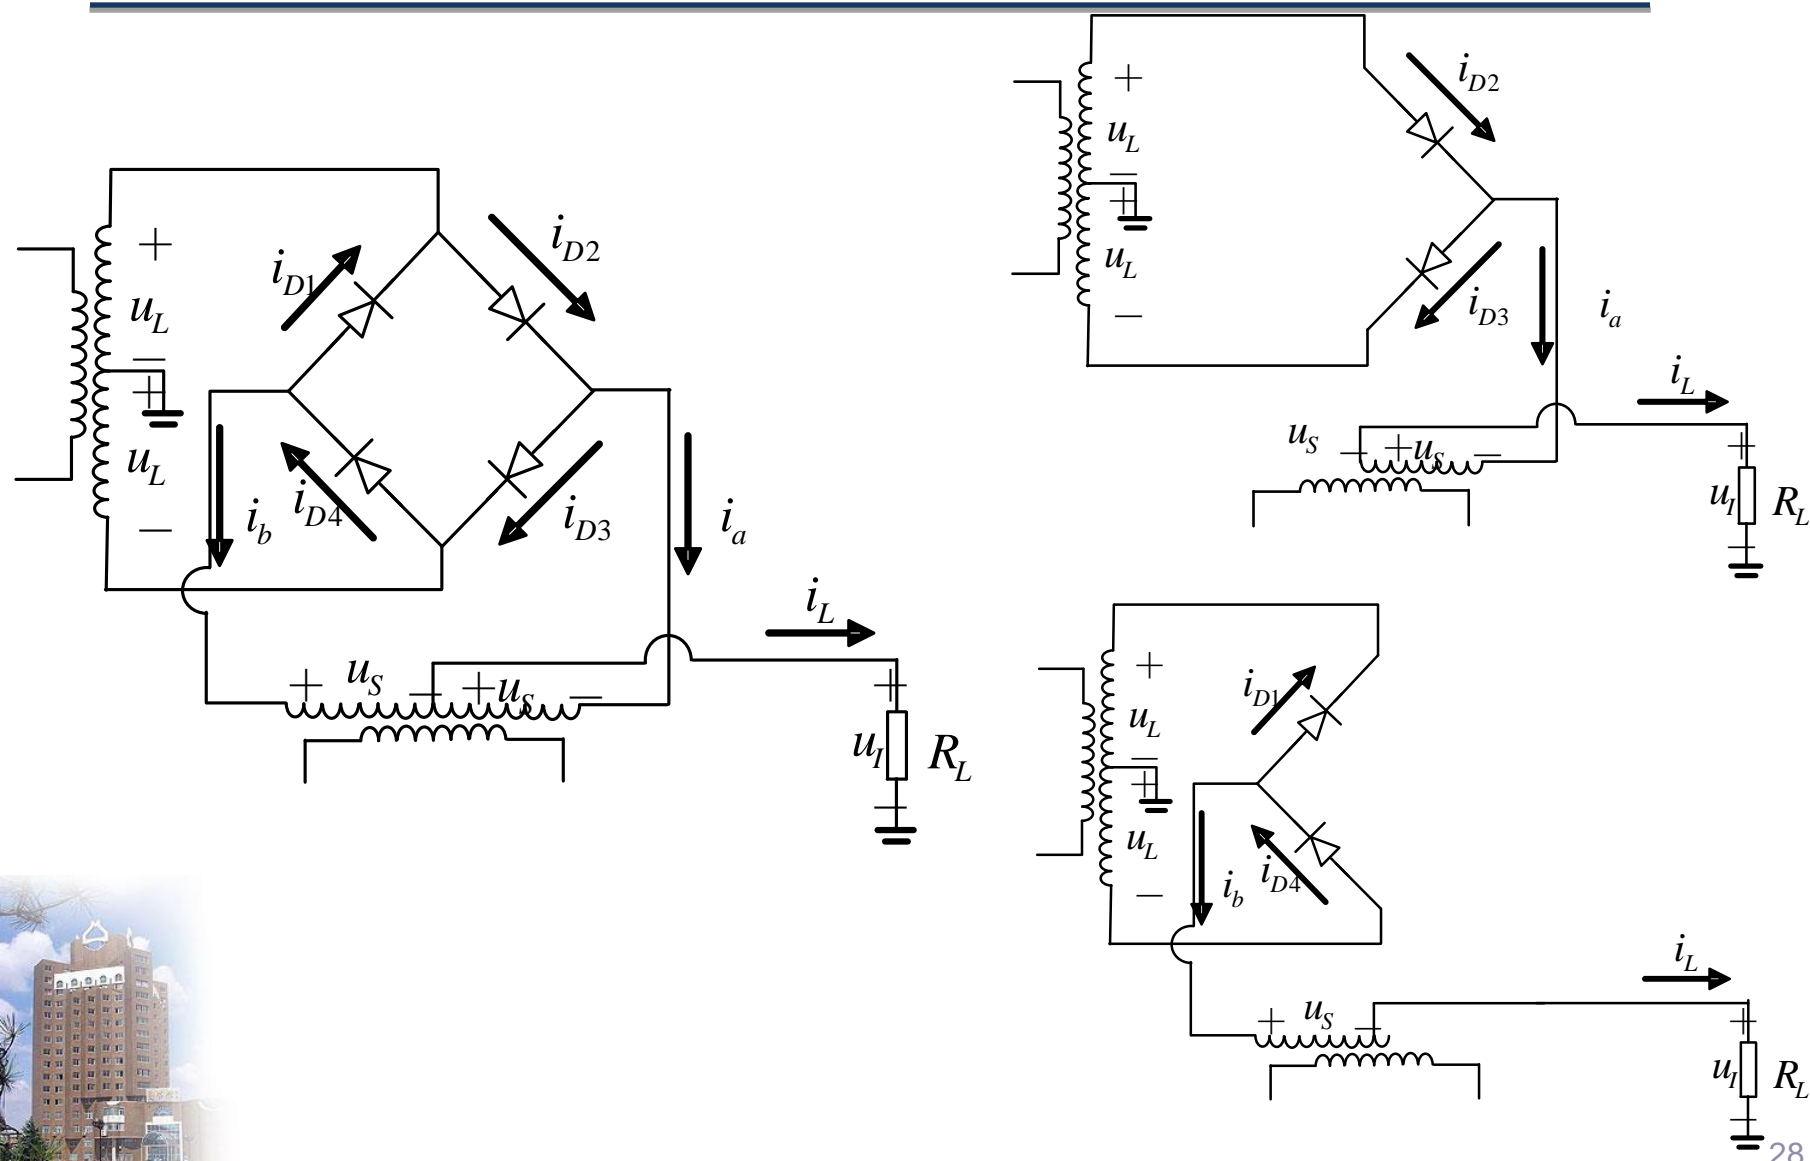 +
u_L
—
+
u_L
—
i_D1
i_D2
i_D4
i_D3
i_b
i_a
i_L
+ u_S — + u_S —
+
u_I R_L
—
+
u_L
—
+
u_L
—
i_D2
i_D3
i_a
i_L
u_S — + u_S —
+
u_I R_L
—
+
u_L
—
+
u_L
—
i_D1
i_D4
i_b
i_L
+ u_S —
+
u_I R_L
—
28